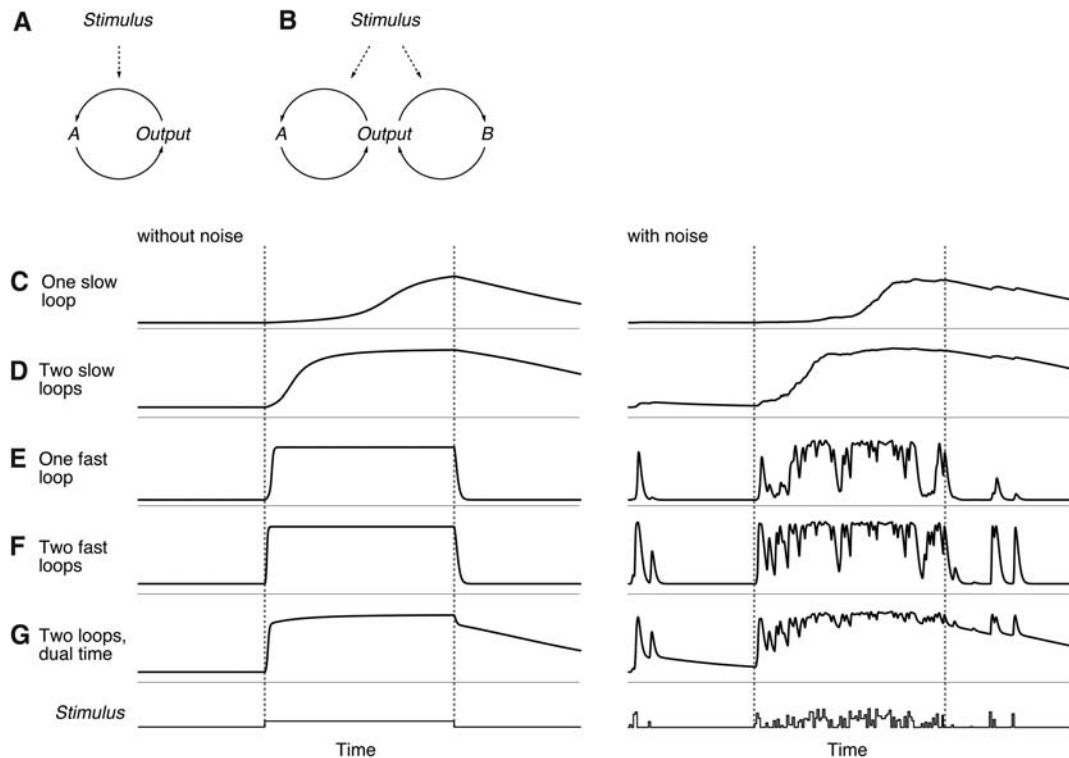 A
Stimulus
B
Stimulus
A
Output
A
Output
B
without noise
with noise
C One slow
loop
D Two slow
loops
E One fast
loop
F Two fast
loops
G Two loops,
dual time
Stimulus
Time
Time